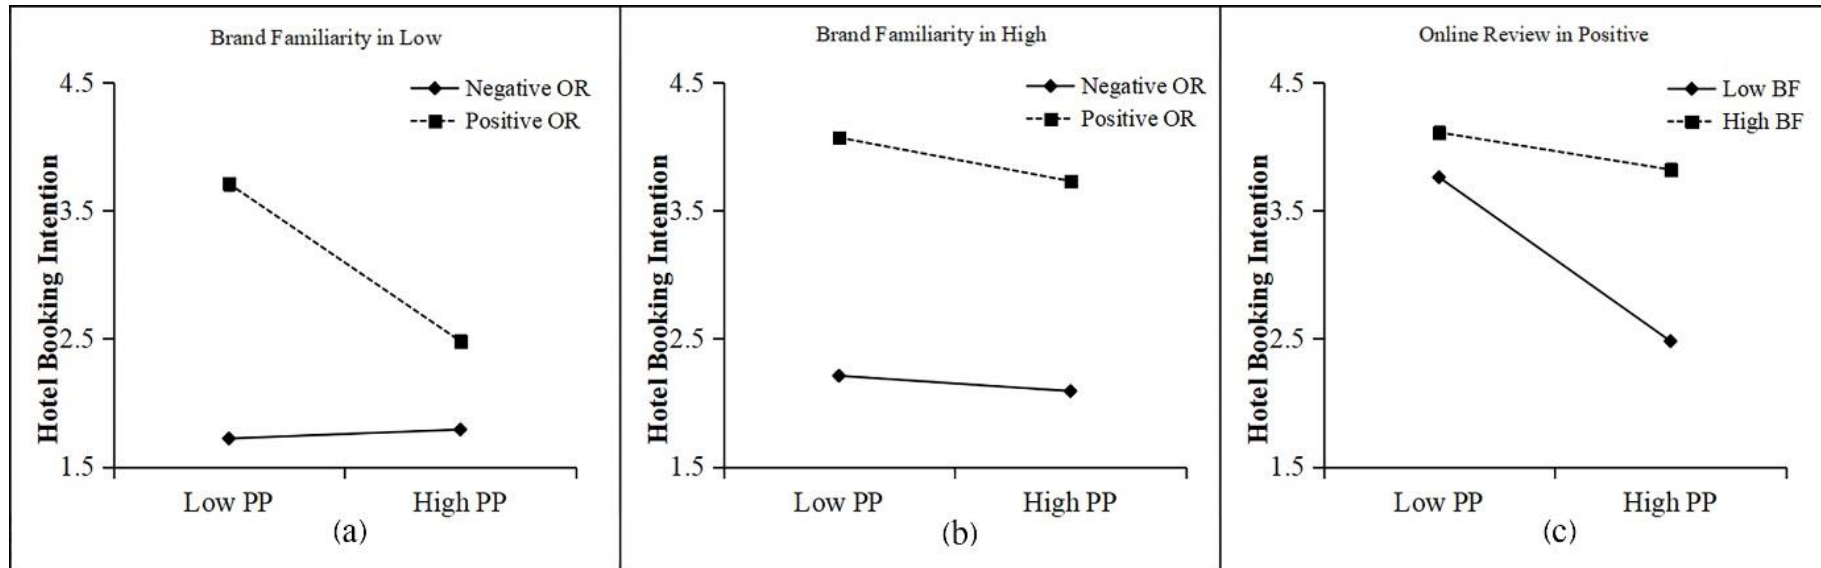 Brand Familiarity in Low
Negative OR
Positive OR
Hotel Booking Intention
4.5
3.5
2.5
1.5
Low PP
High PP
(a)
Brand Familiarity in High
Negative OR
Positive OR
Hotel Booking Intention
4.5
3.5
2.5
1.5
Low PP
High PP
(b)
Online Review in Positive
Low BF
High BF
Hotel Booking Intention
4.5
3.5
2.5
1.5
Low PP
High PP
(c)